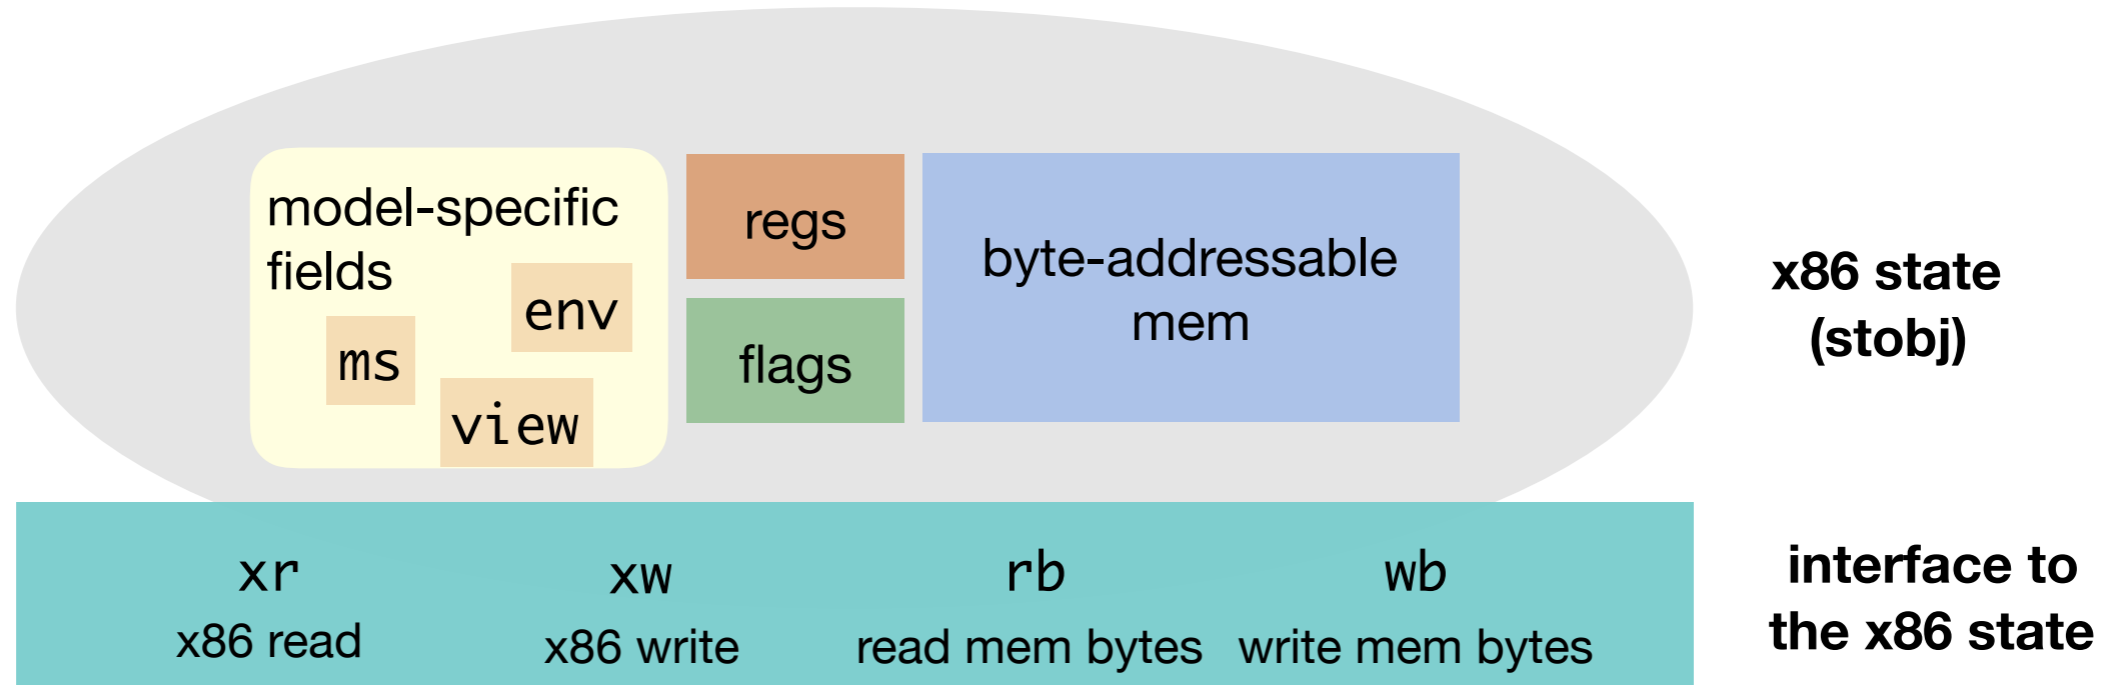 model-specific
fields
env
ms
view
regs
flags
byte-addressable
mem
x86 state
(stobj)
xr
x86 read
xw
x86 write
rb
read mem bytes
wb
write mem bytes
interface to
the x86 state